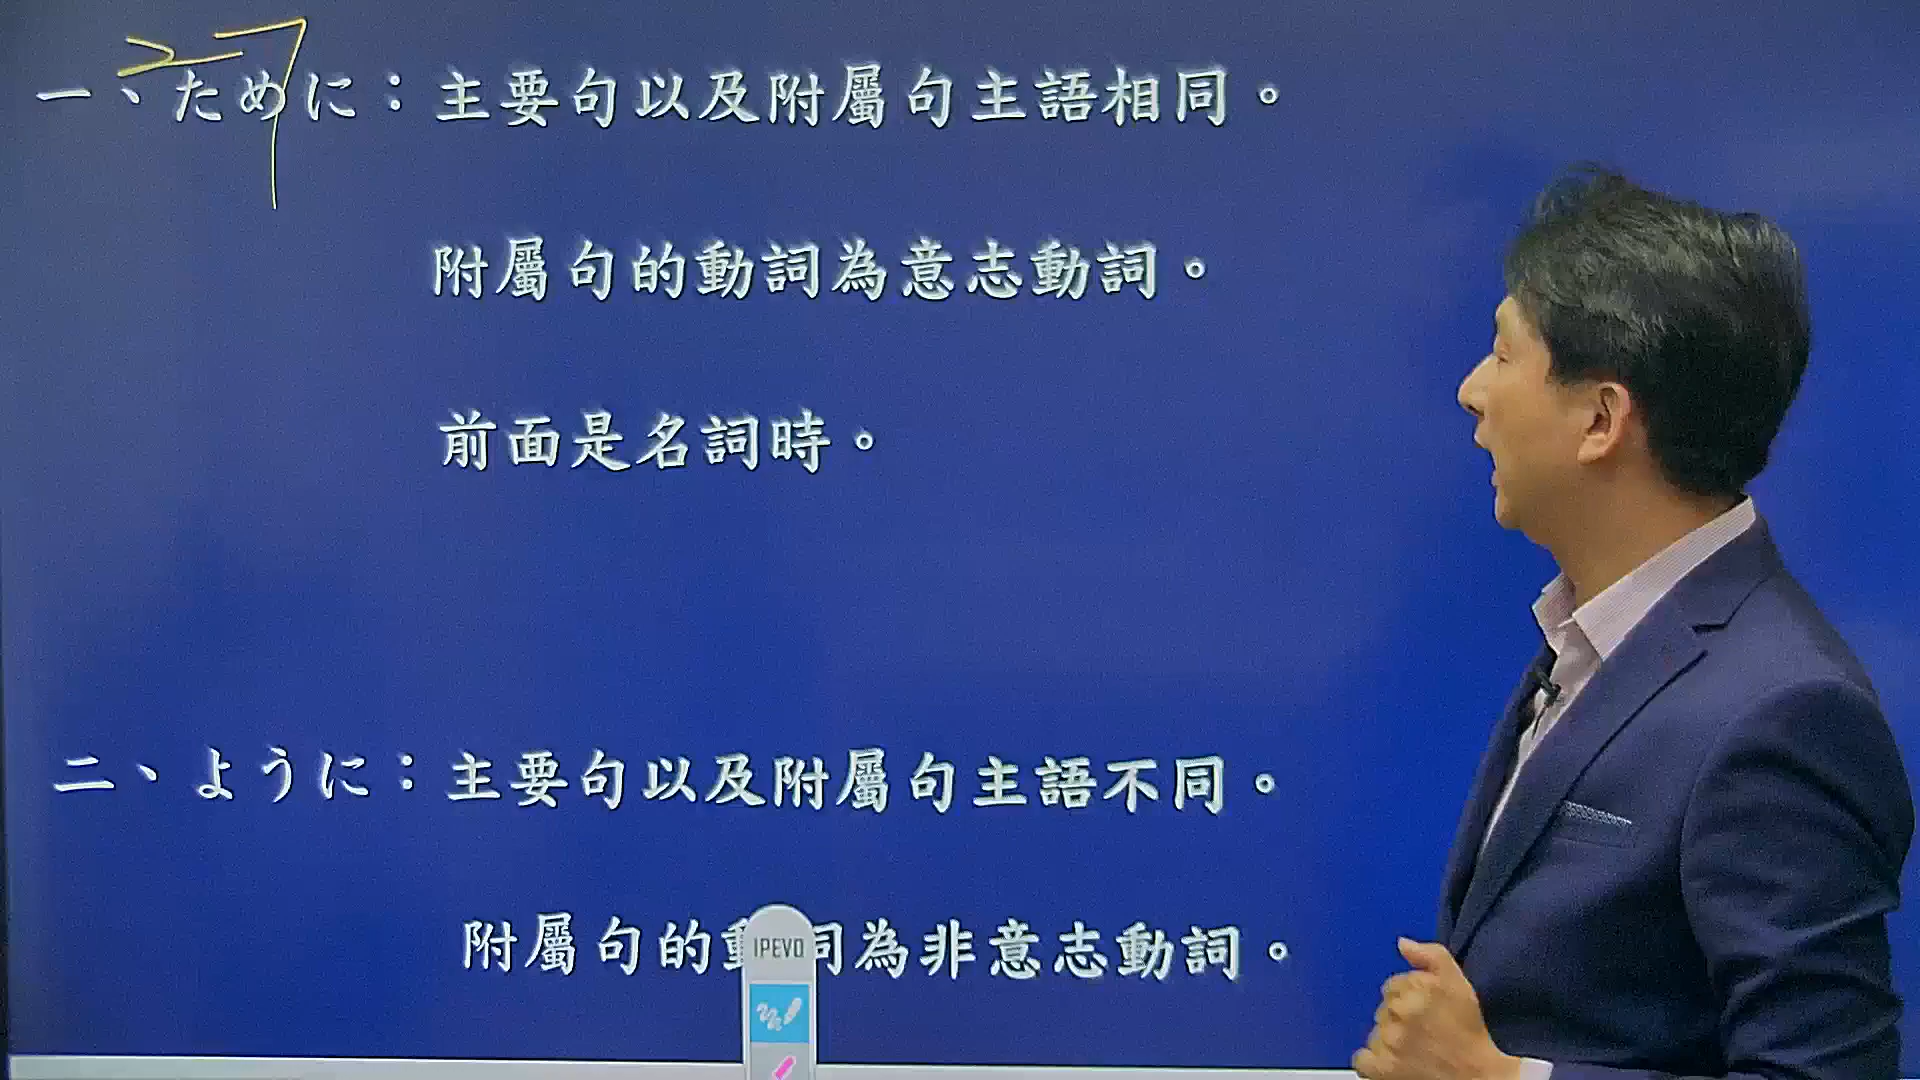 一、ために：主要句以及附屬句主語相同。
附屬句的動詞為意志動詞。
前面是名詞時。
二、ように：主要句以及附屬句主語不同。
附屬句的動詞為非意志動詞。
IPEVO